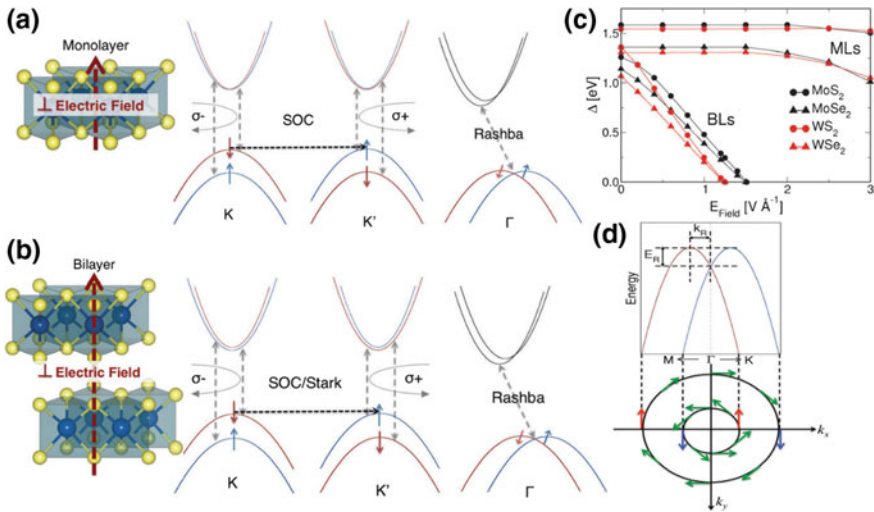 (a)
Monolayer
⊥ Electric Field
σ-
SOC
σ+
Rashba
K
K'
Γ
(b)
Bilayer
⊥ Electric Field
σ-
SOC/Stark
σ+
Rashba
K
K'
Γ
(c)
Δ [eV]
1.5
1.0
0.5
0.0
MLs
BLs
MoS2
MoSe2
WS2
WSe2
0
1
2
3
EField [V Å-1]
(d)
kR
ER
Energy
M
Γ
K
kx
ky